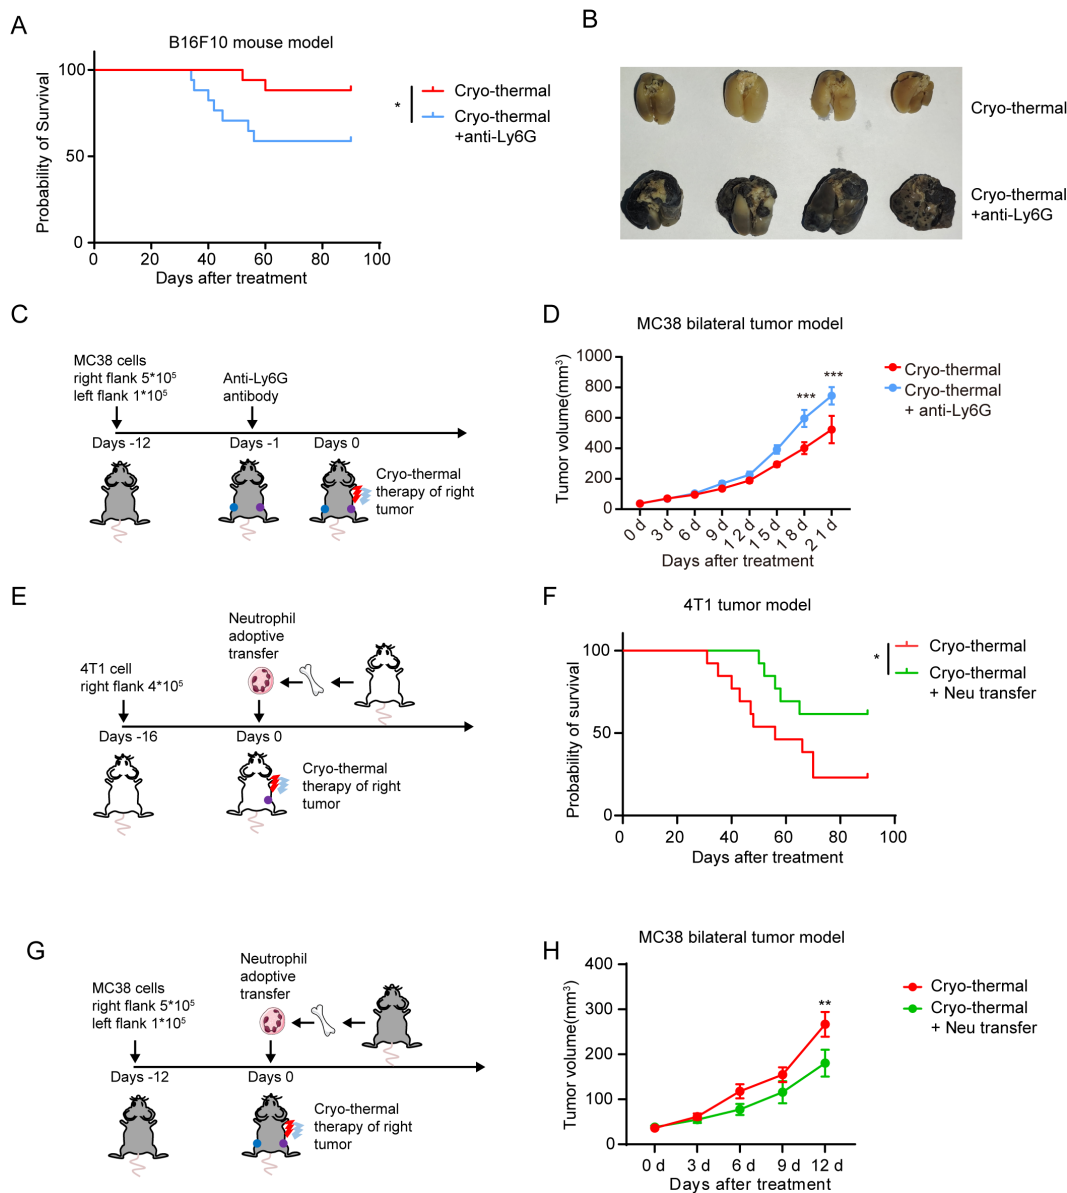 A
B16F10 mouse model
Probability of Survival
100
50
0
0 20 40 60 80 100
Days after treatment
*
Cryo-thermal
Cryo-thermal
+anti-Ly6G
B
Cryo-thermal
Cryo-thermal
+anti-Ly6G
C
MC38 cells
right flank 5*10⁵
left flank 1*10⁵
Anti-Ly6G
antibody
Days -12
Days -1
Days 0
Cryo-thermal
therapy of right
tumor
D
MC38 bilateral tumor model
Tumor volume(mm³)
1000
800
600
400
200
0
0 d 3 d 6 d 9 d 12 d 15 d 18 d 21 d
Days after treatment
***
***
Cryo-thermal
Cryo-thermal
+ anti-Ly6G
E
4T1 cell
right flank 4*10⁵
Neutrophil
adoptive
transfer
Days -16
Days 0
Cryo-thermal
therapy of right
tumor
F
4T1 tumor model
Probability of survival
100
50
0
0 20 40 60 80 100
Days after treatment
*
Cryo-thermal
Cryo-thermal
+ Neu transfer
G
MC38 cells
right flank 5*10⁵
left flank 1*10⁵
Neutrophil
adoptive
transfer
Days -12
Days 0
Cryo-thermal
therapy of right
tumor
H
MC38 bilateral tumor model
Tumor volume(mm³)
400
300
200
100
0
0 d 3 d 6 d 9 d 12 d
Days after treatment
**
Cryo-thermal
Cryo-thermal
+ Neu transfer